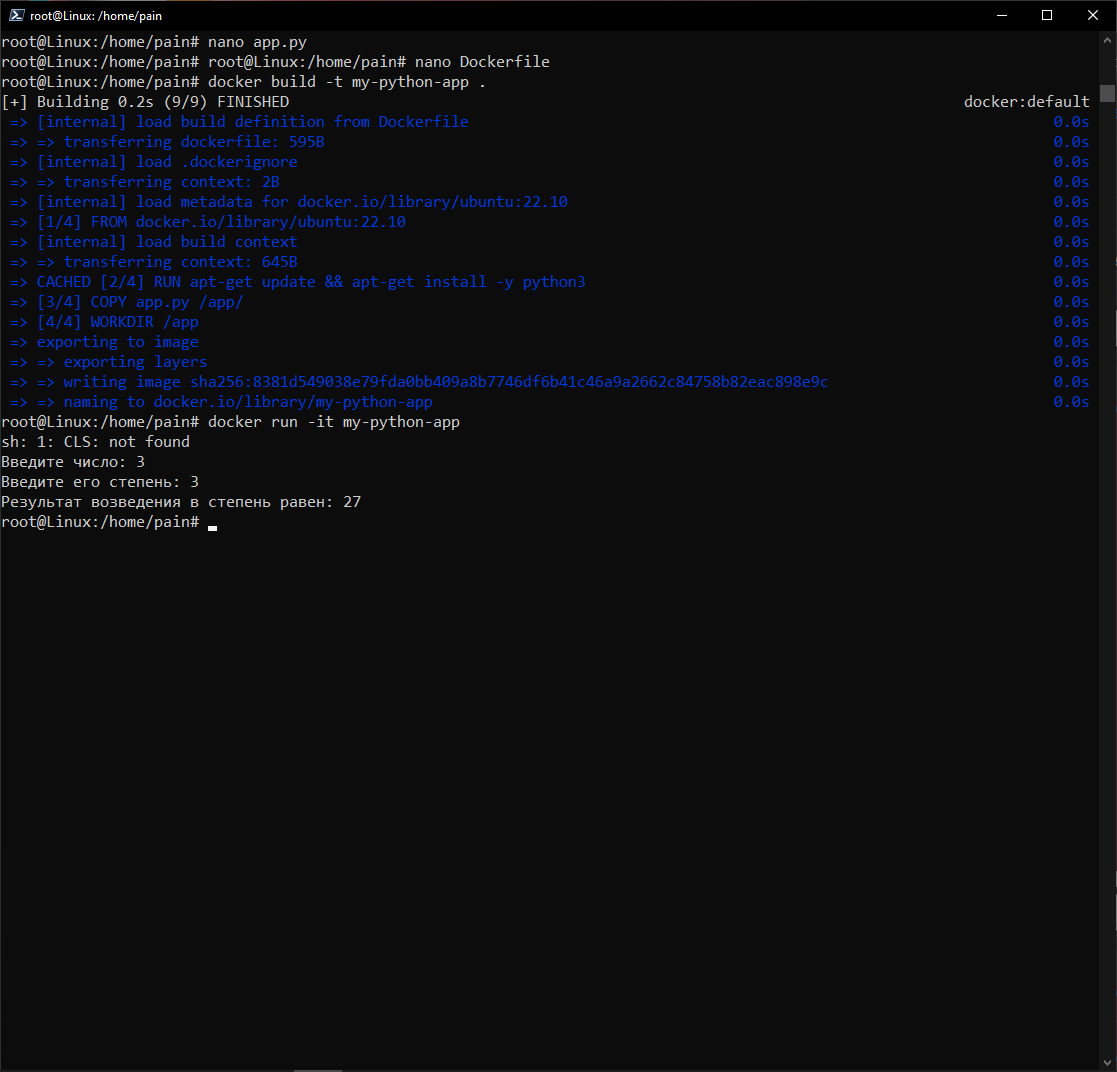 root@Linux: /home/pain
root@Linux:/home/pain# nano app.py
root@Linux:/home/pain# root@Linux:/home/pain# nano Dockerfile
root@Linux:/home/pain# docker build -t my-python-app .
[+] Building 0.2s (9/9) FINISHED docker:default
=> [internal] load build definition from Dockerfile 0.0s
=> => transferring dockerfile: 595B 0.0s
=> [internal] load .dockerignore 0.0s
=> => transferring context: 2B 0.0s
=> [internal] load metadata for docker.io/library/ubuntu:22.10 0.0s
=> [1/4] FROM docker.io/library/ubuntu:22.10 0.0s
=> [internal] load build context 0.0s
=> => transferring context: 645B 0.0s
=> CACHED [2/4] RUN apt-get update && apt-get install -y python3 0.0s
=> [3/4] COPY app.py /app/ 0.0s
=> [4/4] WORKDIR /app 0.0s
=> exporting to image 0.0s
=> => exporting layers 0.0s
=> => writing image sha256:8381d549038e79fda0bb409a8b7746df6b41c46a9a2662c84758b82eac898e9c 0.0s
=> => naming to docker.io/library/my-python-app 0.0s
root@Linux:/home/pain# docker run -it my-python-app
sh: 1: CLS: not found
Введите число: 3
Введите его степень: 3
Результат возведения в степень равен: 27
root@Linux:/home/pain#